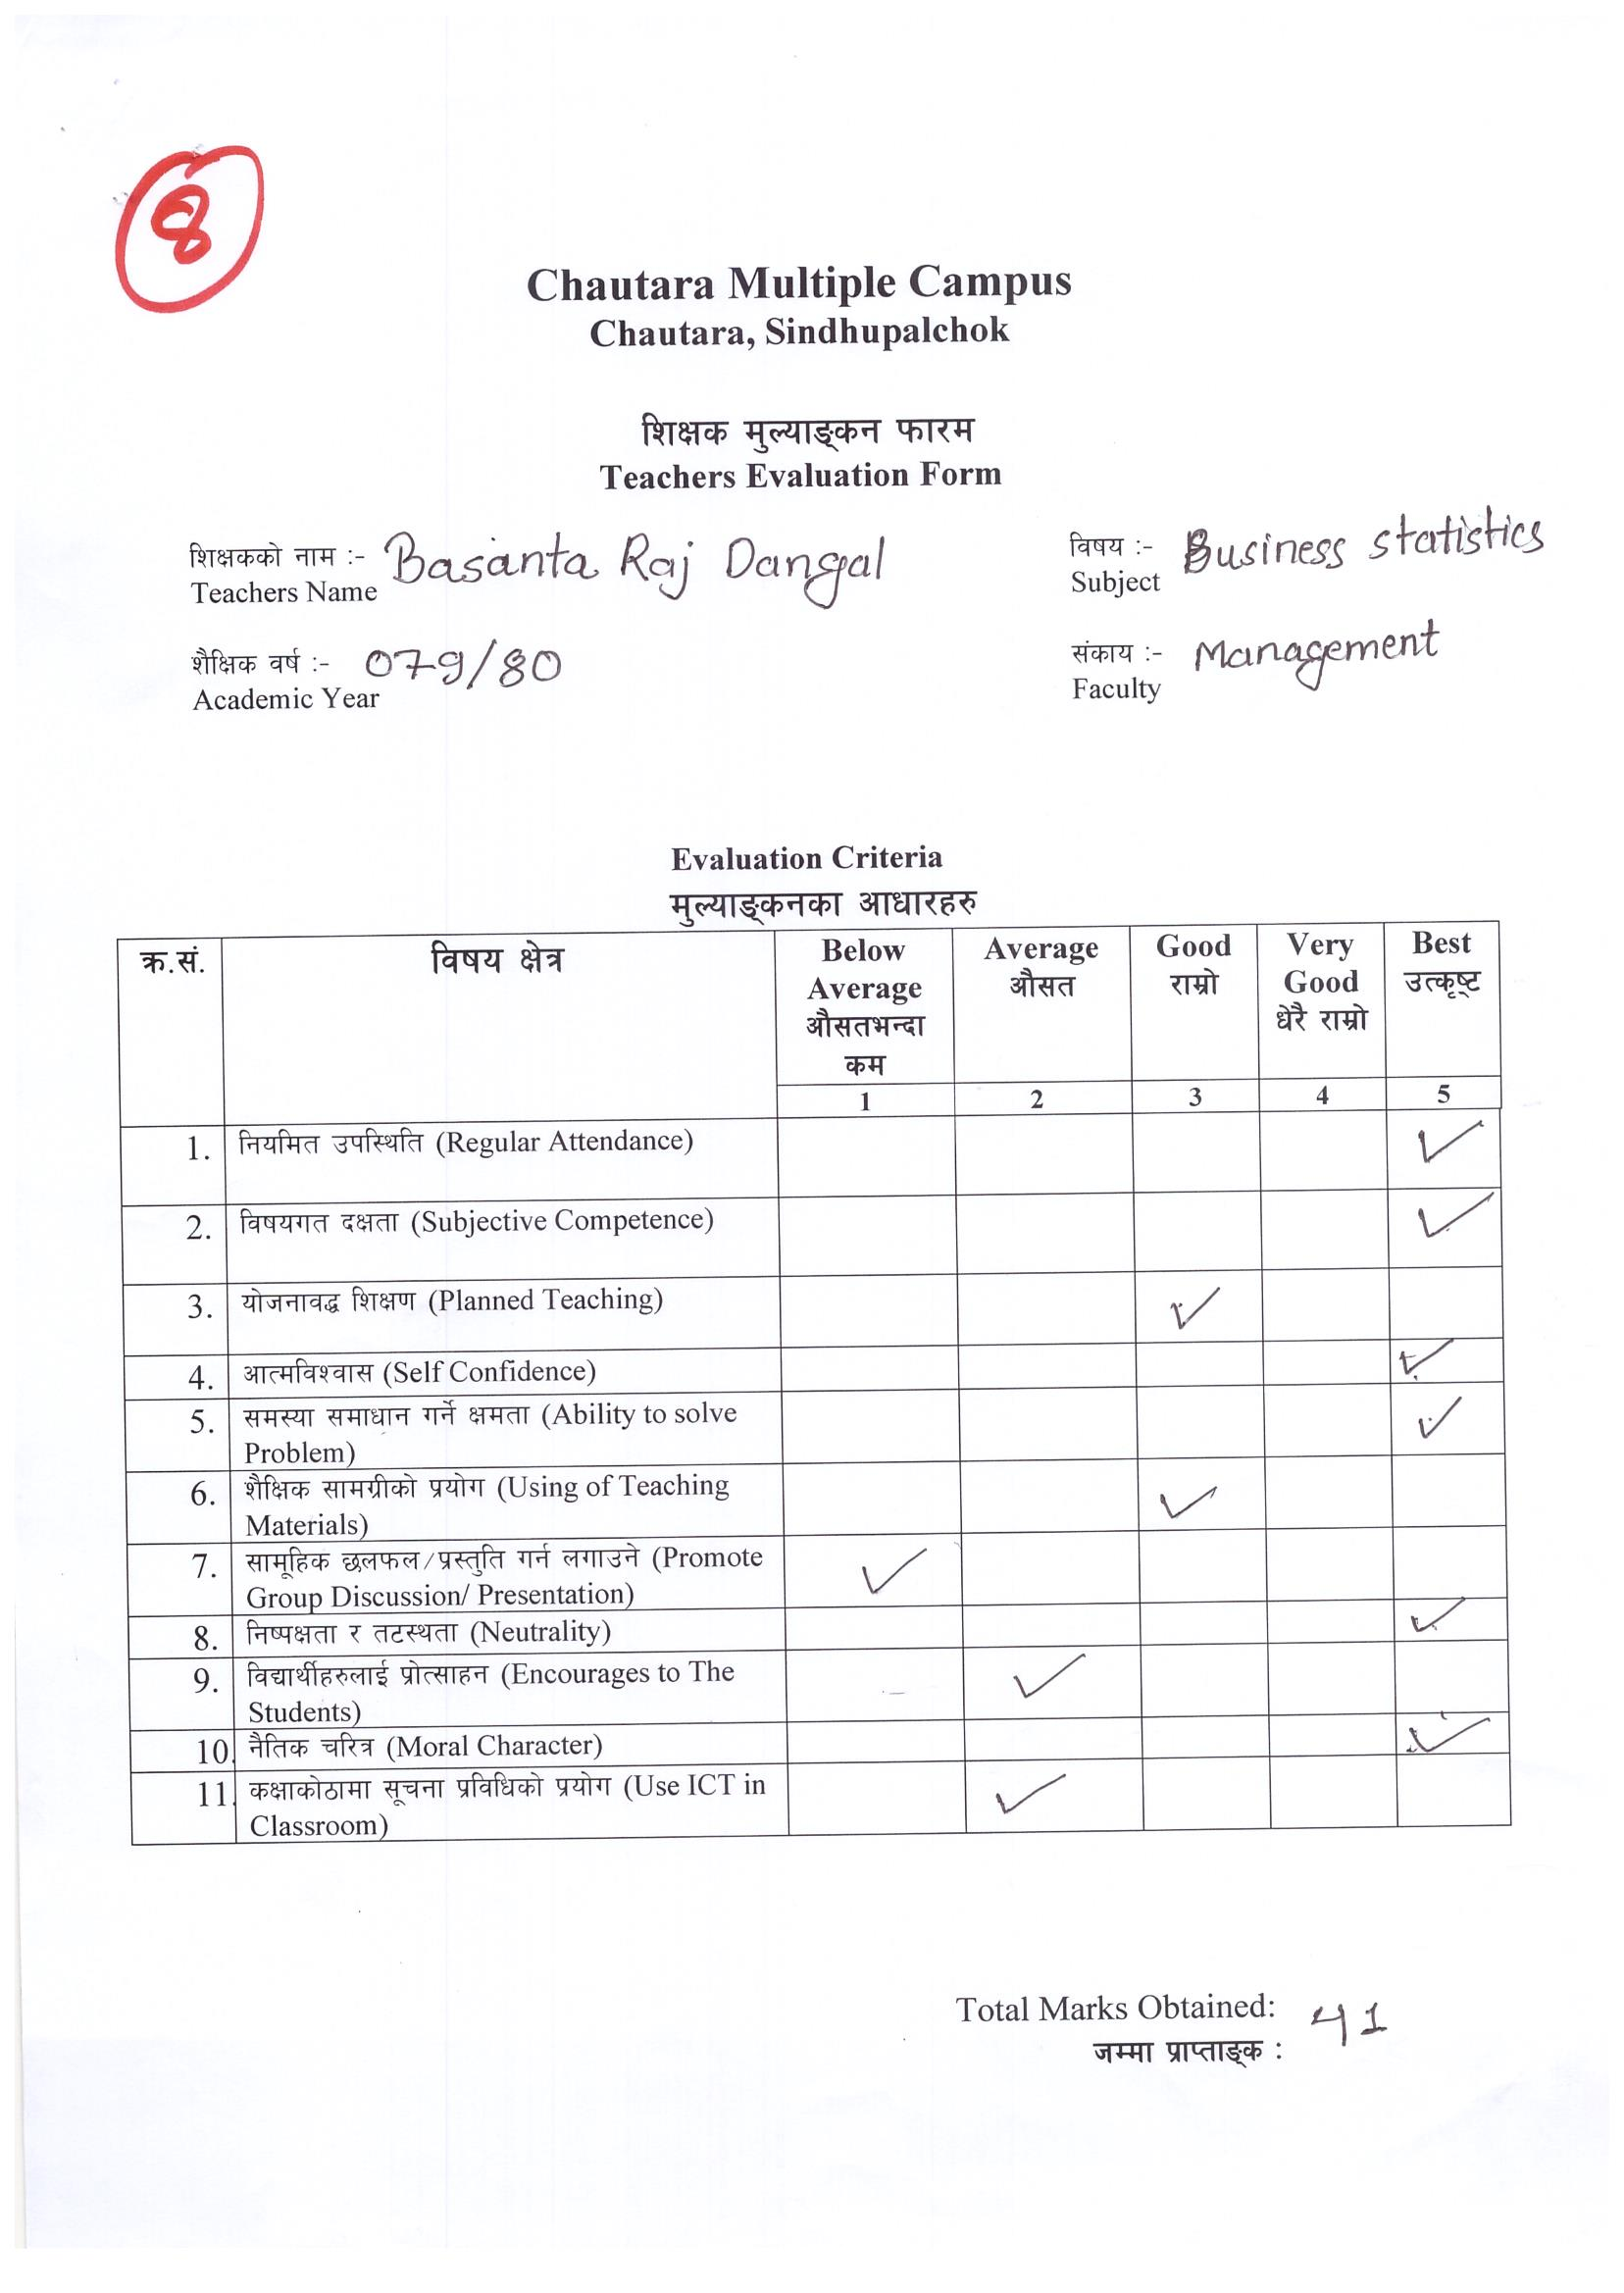 8
Chautara Multiple Campus
Chautara, Sindhupalchok
शिक्षक मुल्याङ्कन फारम
Teachers Evaluation Form
शिक्षकको नाम :- Basanta Raj Dangal
Teachers Name
विषय :- Business statistics
Subject
शैक्षिक वर्ष :- 079/80
Academic Year
संकाय :- Management
Faculty
Evaluation Criteria
मुल्याङ्कनका आधारहरु
क्र.सं. विषय क्षेत्र Below Average औसतभन्दा कम Average औसत Good राम्रो Very Good धेरै राम्रो Best उत्कृष्ट
1 2 3 4 5
1. नियमित उपस्थिति (Regular Attendance) ✓
2. विषयगत दक्षता (Subjective Competence) ✓
3. योजनावद्ध शिक्षण (Planned Teaching) ✓
4. आत्मविश्वास (Self Confidence) ✓
5. समस्या समाधान गर्ने क्षमता (Ability to solve
Problem) ✓
6. शैक्षिक सामग्रीको प्रयोग (Using of Teaching
Materials) ✓
7. सामूहिक छलफल/प्रस्तुति गर्न लगाउने (Promote
Group Discussion/ Presentation) ✓
8. निष्पक्षता र तटस्थता (Neutrality) ✓
9. विद्यार्थीहरुलाई प्रोत्साहन (Encourages to The
Students) ✓
10. नैतिक चरित्र (Moral Character) ✓
11. कक्षाकोठामा सूचना प्रविधिको प्रयोग (Use ICT in
Classroom) ✓
Total Marks Obtained: 41
जम्मा प्राप्ताङ्क :